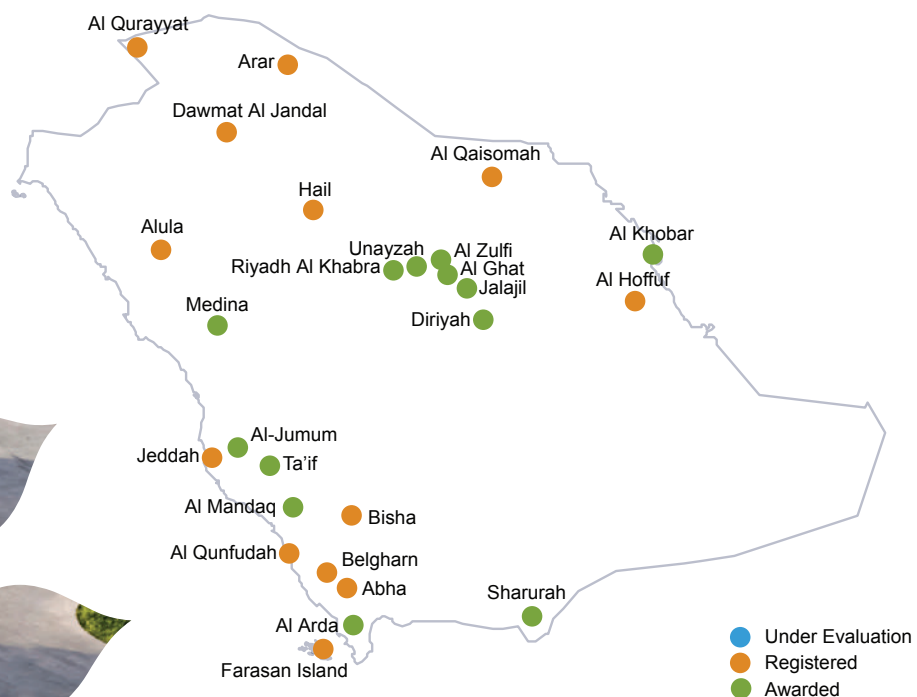 Al Qurayyat
Arar
Dawmat Al Jandal
Al Qaisomah
Hail
Alula
Al Khobar
Unayzah
Al Zulfi
Riyadh Al Khabra
Al Ghat
Al Hoffuf
Jalajil
Medina
Diriyah
Al-Jumum
Jeddah
Ta'if
Al Mandaq
Bisha
Al Qunfudah
Belgharn
Abha
Sharurah
Al Arda
Farasan Island
Under Evaluation
Registered
Awarded